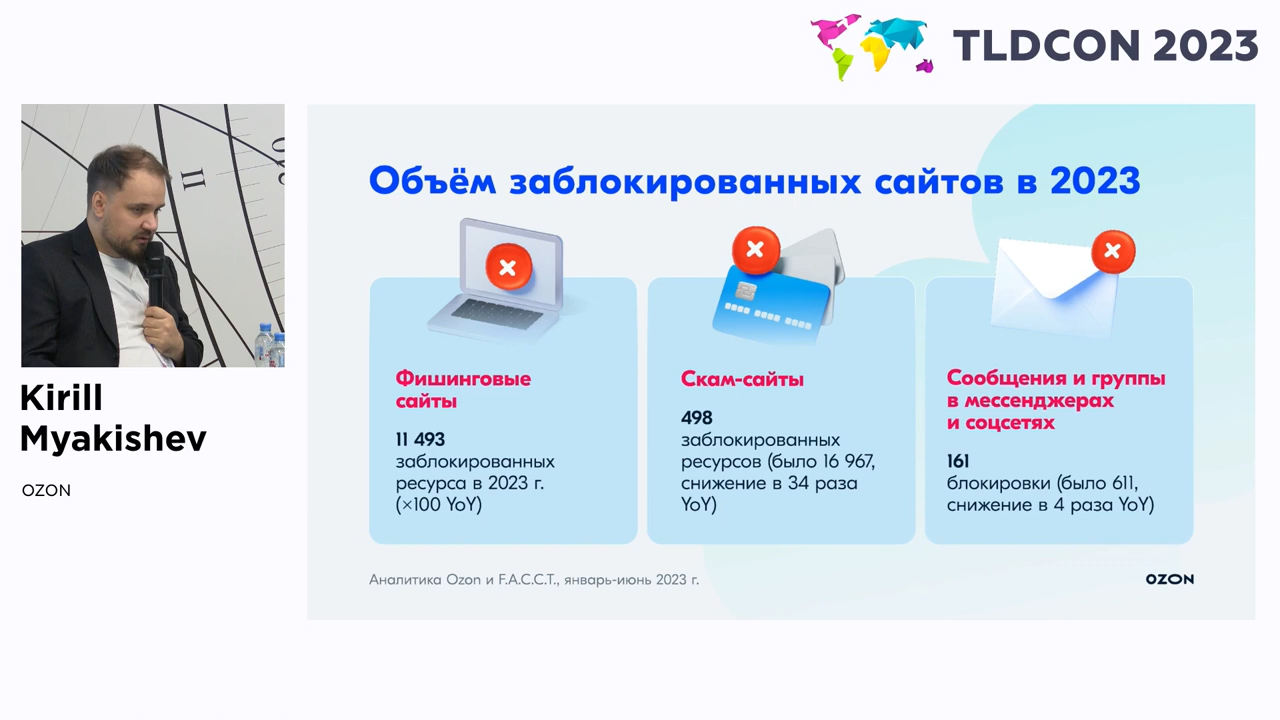 TLDCON 2023
Kirill
Myakishev
OZON
Объём заблокированных сайтов в 2023
Фишинговые
сайты
11 493
заблокированных
ресурса в 2023 г.
(×100 YoY)
Скам-сайты
498
заблокированных
ресурсов (было 16 967,
снижение в 34 раза
YoY)
Сообщения и группы
в мессенджерах
и соцсетях
161
блокировки (было 611,
снижение в 4 раза YoY)
Аналитика Ozon и F.A.C.C.T., январь-июнь 2023 г.
OZON
II